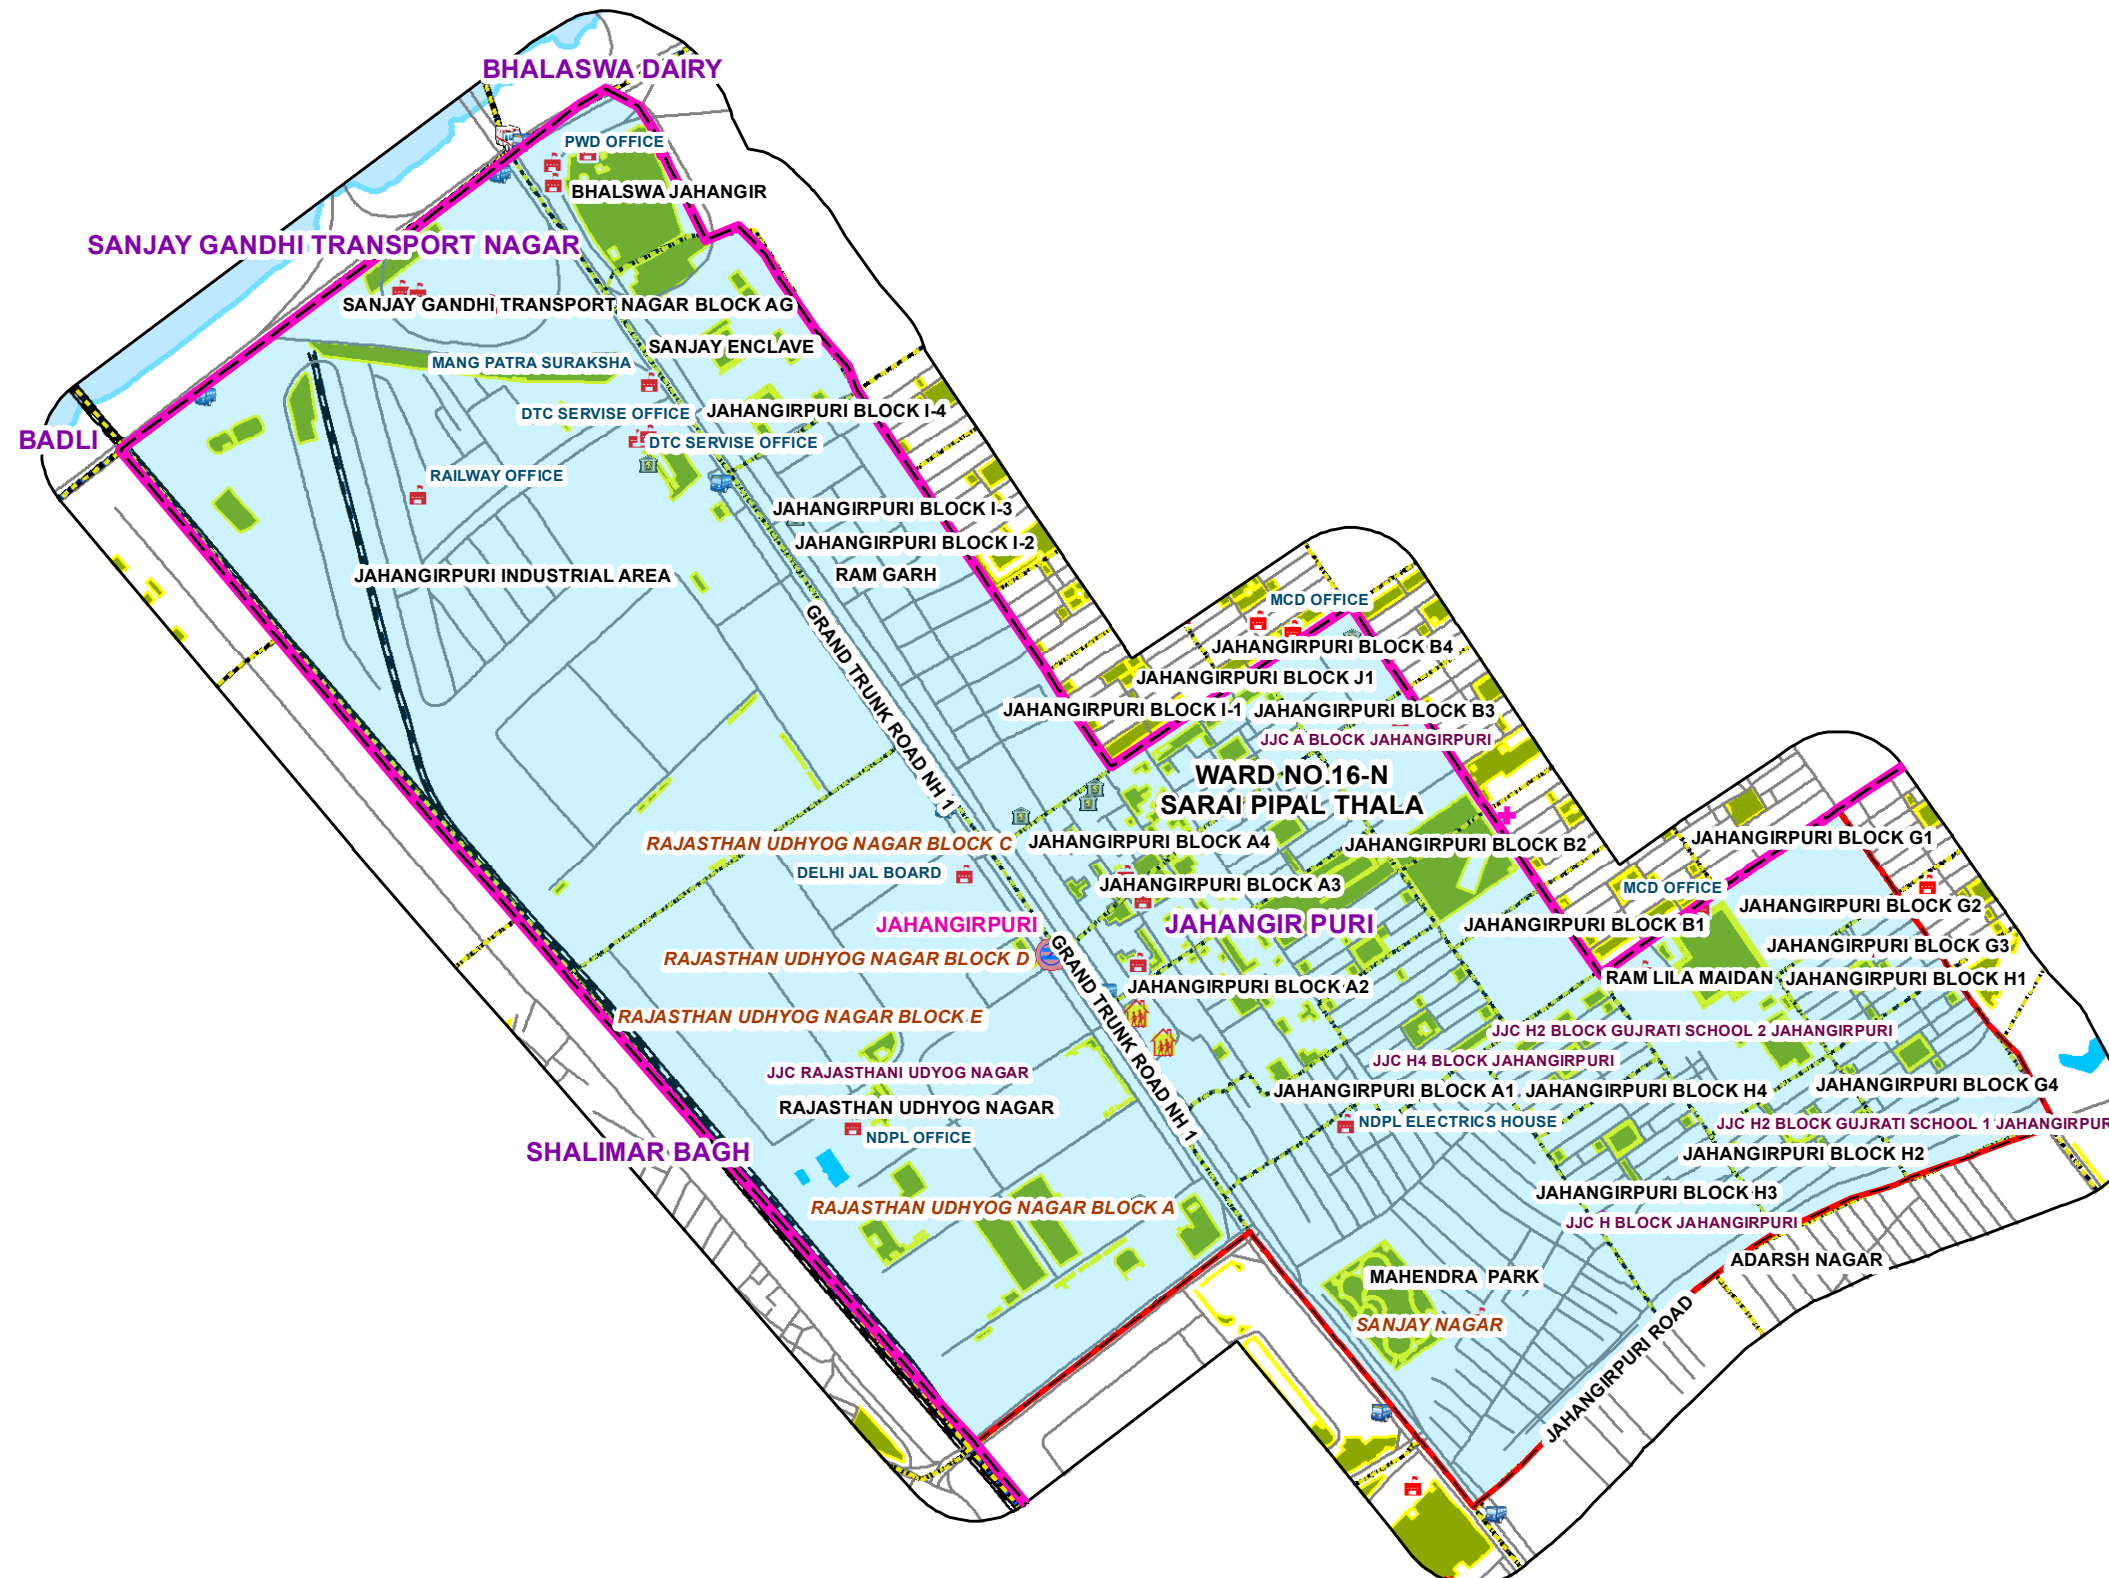 BHALASWA DAIRY
PWD OFFICE
BHALSWA JAHANGIR
SANJAY GANDHI TRANSPORT NAGAR
SANJAY GANDHI TRANSPORT NAGAR BLOCK AG
SANJAY ENCLAVE
MANG PATRA SURAKSHA
DTC SERVISE OFFICE
JAHANGIRPURI BLOCK I-4
BADLI
DTC SERVISE OFFICE
RAILWAY OFFICE
JAHANGIRPURI BLOCK I-3
JAHANGIRPURI BLOCK I-2
RAM GARH
JAHANGIRPURI INDUSTRIAL AREA
MCD OFFICE
GRAND TRUNK ROAD NH 1
JAHANGIRPURI BLOCK B4
JAHANGIRPURI BLOCK J1
JAHANGIRPURI BLOCK I-1
JAHANGIRPURI BLOCK B3
JJC A BLOCK JAHANGIRPURI
WARD NO.16-N
SARAI PIPAL THALA
RAJASTHAN UDHYOG NAGAR BLOCK C
JAHANGIRPURI BLOCK A4
JAHANGIRPURI BLOCK B2
JAHANGIRPURI BLOCK G1
DELHI JAL BOARD
JAHANGIRPURI BLOCK A3
MCD OFFICE
JAHANGIRPURI BLOCK G2
JAHANGIRPURI
JAHANGIR PURI
JAHANGIRPURI BLOCK B1
JAHANGIRPURI BLOCK G3
RAJASTHAN UDHYOG NAGAR BLOCK D
RAM LILA MAIDAN
JAHANGIRPURI BLOCK H1
JAHANGIRPURI BLOCK A2
RAJASTHAN UDHYOG NAGAR BLOCK E
GRAND TRUNK ROAD NH 1
JJC H2 BLOCK GUJRATI SCHOOL 2 JAHANGIRPURI
JJC H4 BLOCK JAHANGIRPURI
JJC RAJASTHANI UDYOG NAGAR
JAHANGIRPURI BLOCK A1
JAHANGIRPURI BLOCK H4
JAHANGIRPURI BLOCK G4
RAJASTHAN UDHYOG NAGAR
NDPL ELECTRICS HOUSE
JJC H2 BLOCK GUJRATI SCHOOL 1 JAHANGIRPUR
NDPL OFFICE
SHALIMAR BAGH
JAHANGIRPURI BLOCK H2
JAHANGIRPURI BLOCK H3
RAJASTHAN UDHYOG NAGAR BLOCK A
JJC H BLOCK JAHANGIRPURI
ADARSH NAGAR
MAHENDRA PARK
SANJAY NAGAR
JAHANGIRPURI ROAD